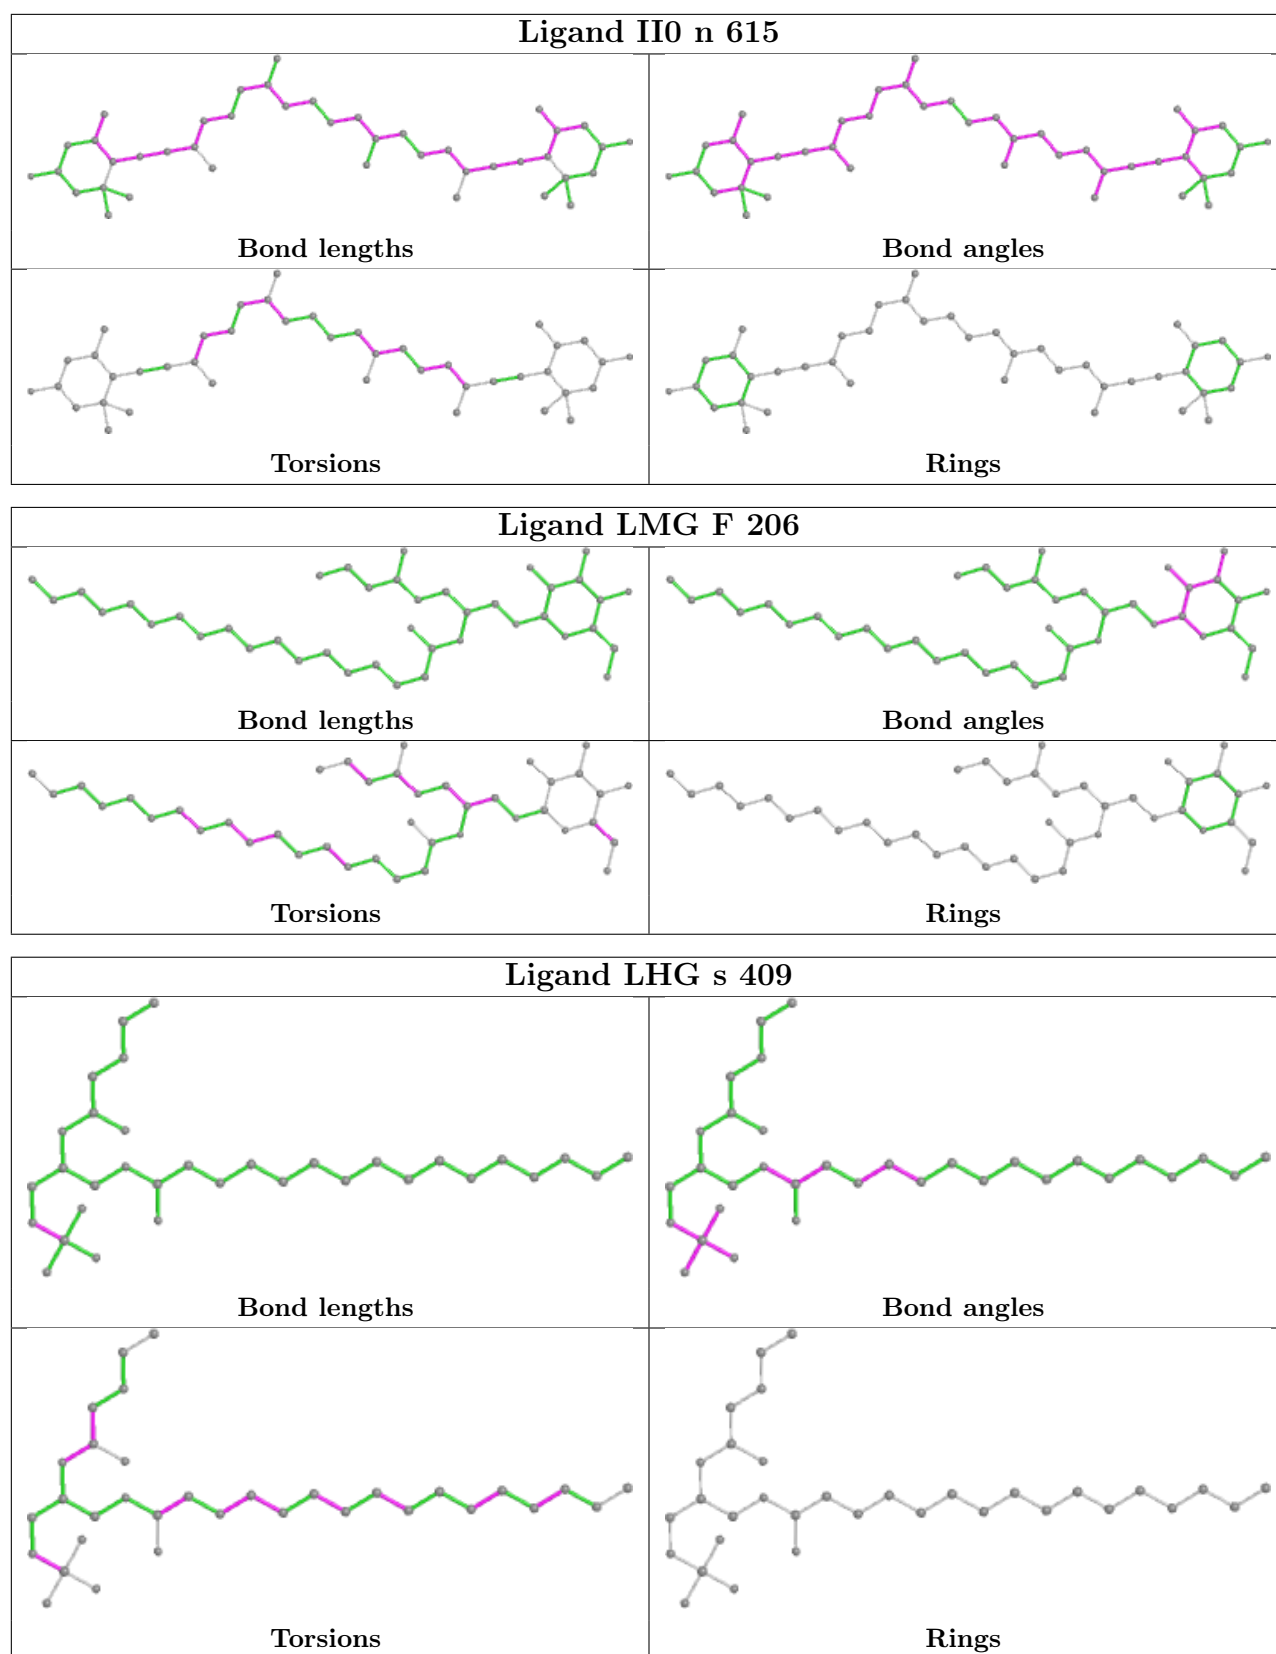 Ligand II0 n 615
Bond lengths
Bond angles
Torsions
Rings
Ligand LMG F 206
Bond lengths
Bond angles
Torsions
Rings
Ligand LHG s 409
Bond lengths
Bond angles
Torsions
Rings